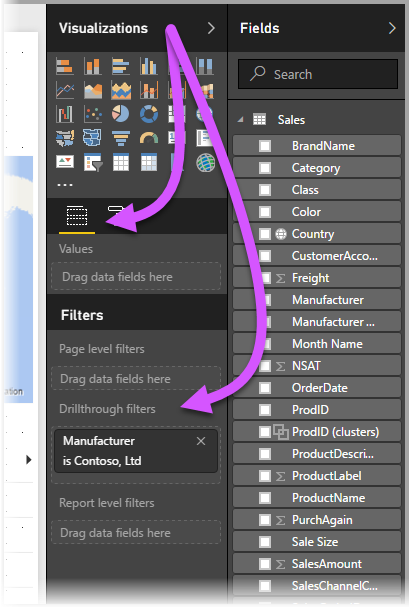 Visualizations
...
Values
Drag data fields here
Filters
Page level filters
Drag data fields here
Drillthrough filters
Manufacturer
is Contoso, Ltd
Report level filters
Drag data fields here
Fields
Search
Sales
BrandName
Category
Class
Color
Country
CustomerAcco...
Freight
Manufacturer
Manufacturer ...
Month Name
NSAT
OrderDate
ProdID
ProdID (clusters)
ProductDescri...
ProductLabel
ProductName
PurchAgain
Sale Size
SalesAmount
SalesChannelC...